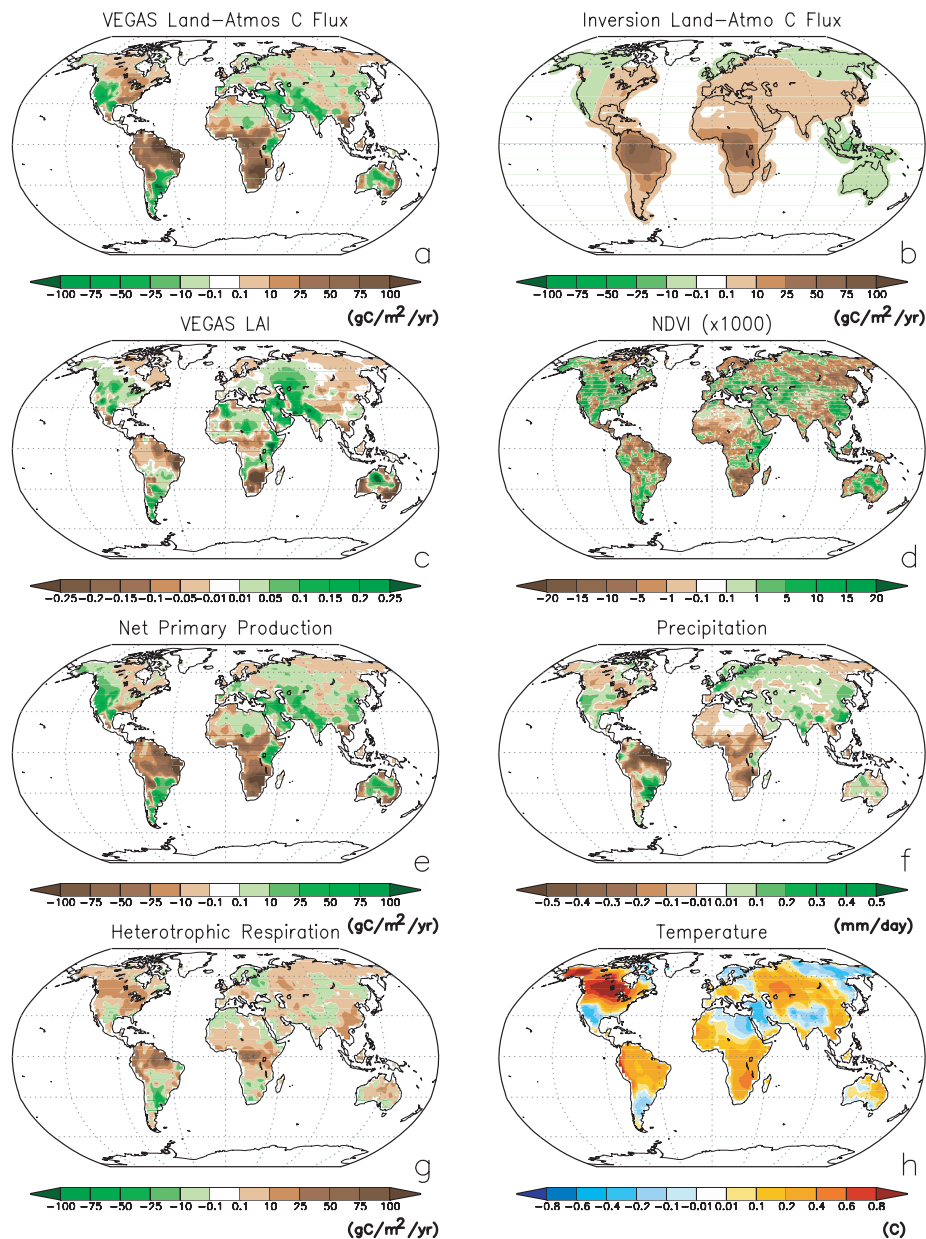 VEGAS Land-Atmos C Flux
a
-100 -75 -50 -25 -10 -0.1 0.1 10 25 50 75 100
(gC/m²/yr)
Inversion Land-Atmo C Flux
b
-100 -75 -50 -25 -10 -0.1 0.1 10 25 50 75 100
(gC/m²/yr)
VEGAS LAI
c
-0.25 -0.2 -0.15 -0.1 -0.05 -0.01 0.01 0.05 0.1 0.15 0.2 0.25
NDVI (x1000)
d
-20 -15 -10 -5 -1 -0.1 0.1 1 5 10 15 20
Net Primary Production
e
-100 -75 -50 -25 -10 -0.1 0.1 10 25 50 75 100
(gC/m²/yr)
Precipitation
f
-0.5 -0.4 -0.3 -0.2 -0.1 -0.01 0.01 0.1 0.2 0.3 0.4 0.5
(mm/day)
Heterotrophic Respiration
g
-100 -75 -50 -25 -10 -0.1 0.1 10 25 50 75 100
(gC/m²/yr)
Temperature
h
-0.8 -0.6 -0.4 -0.2 -0.1 -0.01 0.01 0.1 0.2 0.4 0.6 0.8
(C)